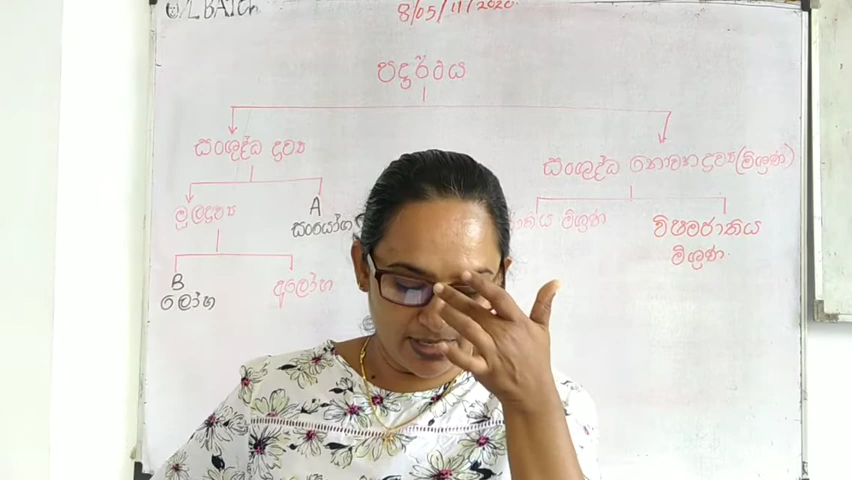 O/L BATCH
8/05/11/2020
පදාර්ථය
සංශුද්ධ ද්‍රව්‍ය
සංශුද්ධ නොවන ද්‍රව්‍ය(මිශ්‍රණ)
මූලද්‍රව්‍ය
A
සංයෝග
මිශ්‍රණ
විෂමජාතීය
මිශ්‍රණ
B
ලෝහ
අලෝහ